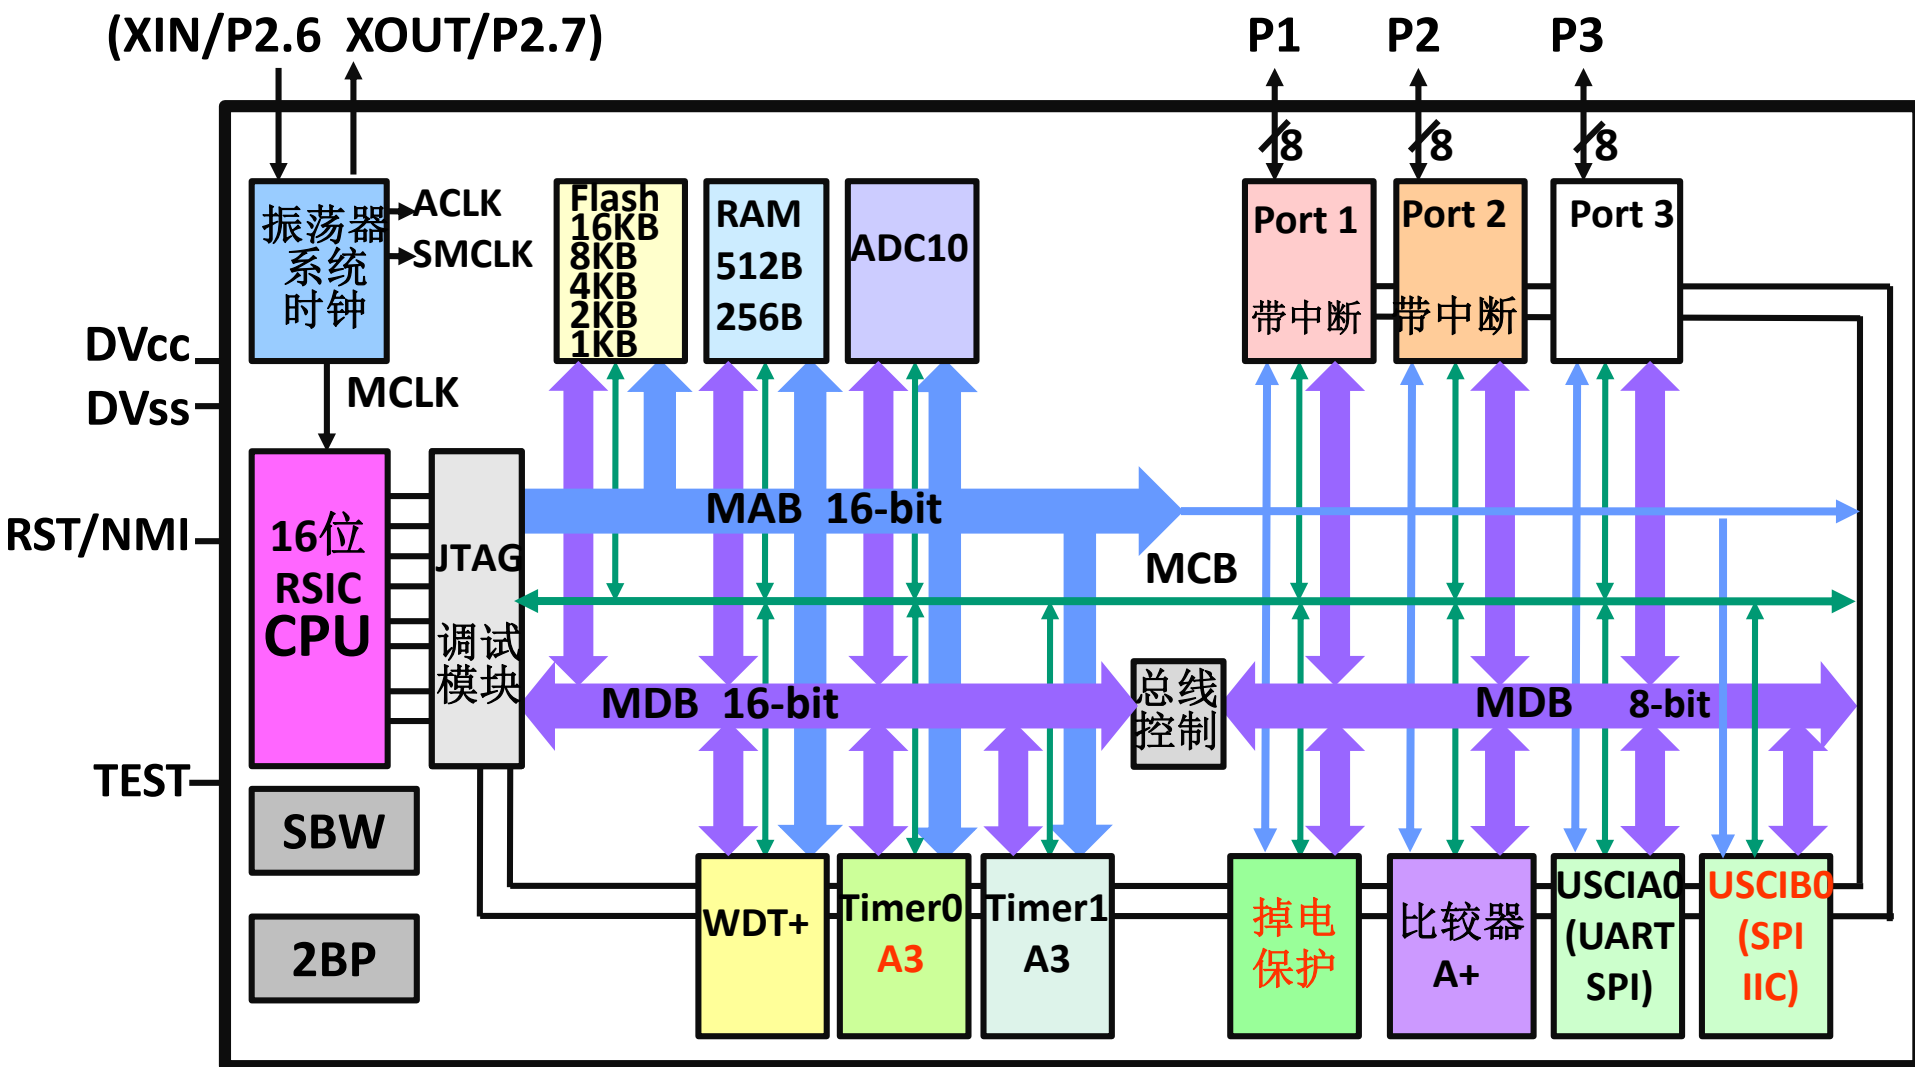 (XIN/P2.6 XOUT/P2.7)
P1
P2
P3
8
8
8
振荡器
系统
时钟
ACLK
SMCLK
Flash
16KB
8KB
4KB
2KB
1KB
RAM
512B
256B
ADC10
Port 1
带中断
Port 2
带中断
Port 3
DVcc
DVss
MCLK
RST/NMI
16位
RSIC
CPU
JTAG
调试
模块
MAB 16-bit
MCB
MDB 16-bit
总线
控制
MDB 8-bit
TEST
SBW
2BP
WDT+
Timer0
A3
Timer1
A3
掉电
保护
比较器
A+
USCIA0
(UART
SPI)
USCIB0
(SPI
IIC)